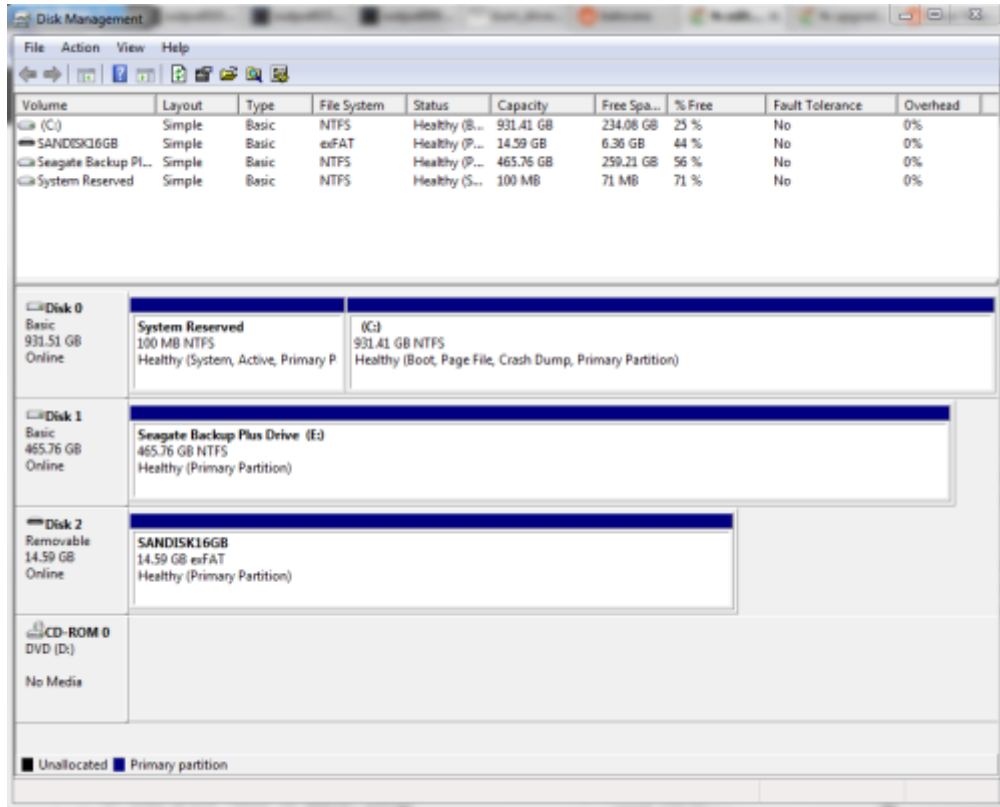 Disk Management
File Action View Help
Volume Layout Type File System Status Capacity Free Spa... % Free Fault Tolerance Overhead
(C:) Simple Basic NTFS Healthy (B... 931.41 GB 234.08 GB 25 % No 0%
SANDISK16GB Simple Basic exFAT Healthy (P... 14.59 GB 6.36 GB 44 % No 0%
Seagate Backup Pl... Simple Basic NTFS Healthy (P... 465.76 GB 259.21 GB 56 % No 0%
System Reserved Simple Basic NTFS Healthy (S... 100 MB 71 MB 71 % No 0%
Disk 0
Basic
931.51 GB
Online
System Reserved
100 MB NTFS
Healthy (System, Active, Primary P
(C:)
931.41 GB NTFS
Healthy (Boot, Page File, Crash Dump, Primary Partition)
Disk 1
Basic
465.76 GB
Online
Seagate Backup Plus Drive (E:)
465.76 GB NTFS
Healthy (Primary Partition)
Disk 2
Removable
14.59 GB
Online
SANDISK16GB
14.59 GB exFAT
Healthy (Primary Partition)
CD-ROM 0
DVD (D:)
No Media
Unallocated Primary partition